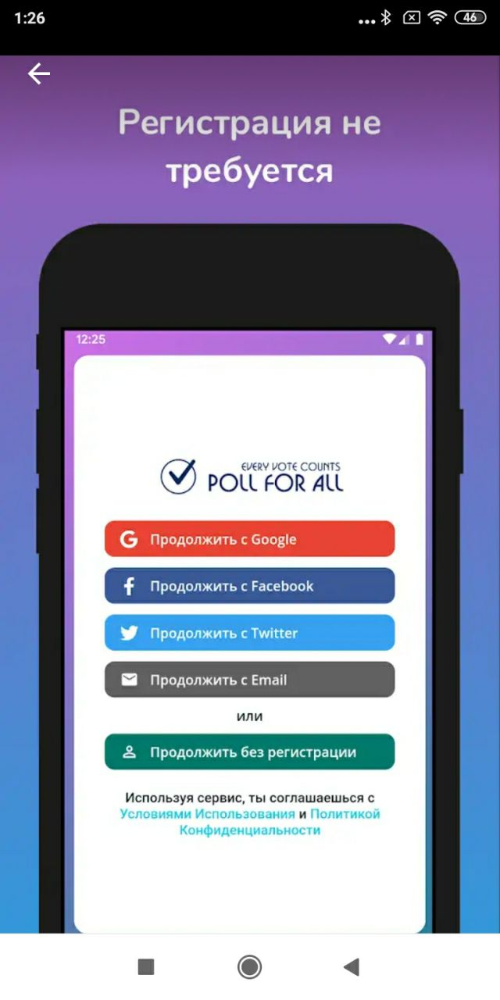 1:26
46
Регистрация не
требуется
12:25
EVERY VOTE COUNTS
POLL FOR ALL
Продолжить с Google
Продолжить с Facebook
Продолжить с Twitter
Продолжить с Email
или
Продолжить без регистрации
Используя сервис, ты соглашаешься с
Условиями Использования и Политикой
Конфиденциальности